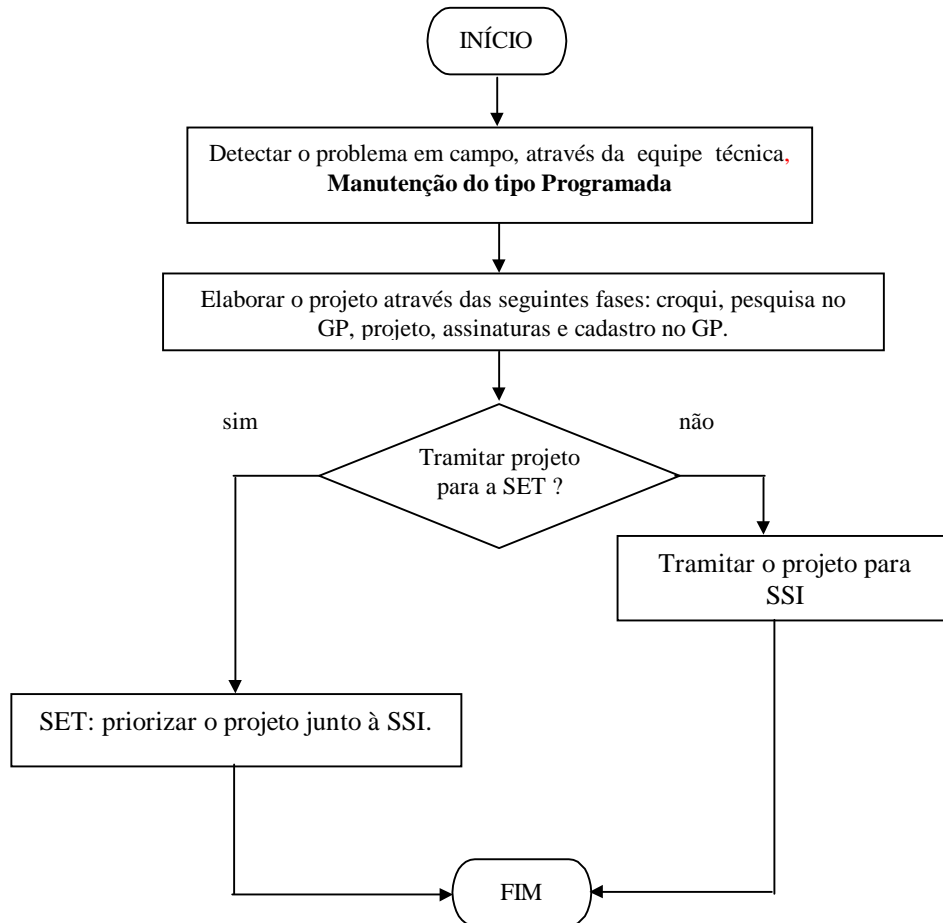 INÍCIO
Detectar o problema em campo, através da equipe técnica,
Manutenção do tipo Programada
Elaborar o projeto através das seguintes fases: croqui, pesquisa no
GP, projeto, assinaturas e cadastro no GP.
sim
não
Tramitar projeto
para a SET ?
Tramitar o projeto para
SSI
SET: priorizar o projeto junto à SSI.
FIM